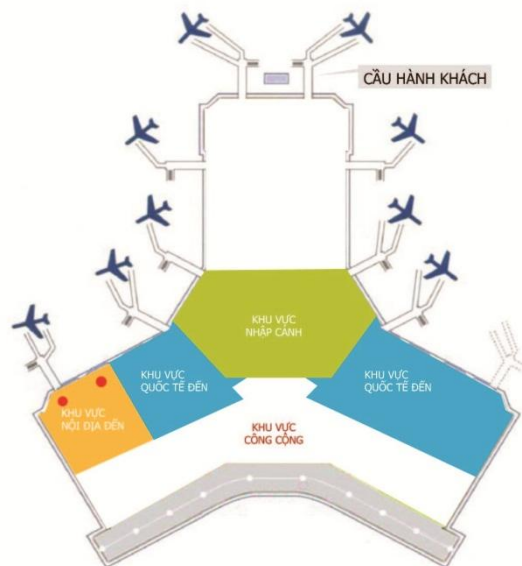 CẦU HÀNH KHÁCH
KHU VỰC
NHẬP CẢNH
KHU VỰC
QUỐC TẾ ĐẾN
KHU VỰC
QUỐC TẾ ĐẾN
KHU VỰC
NỘI ĐỊA ĐẾN
KHU VỰC
CÔNG CỘNG